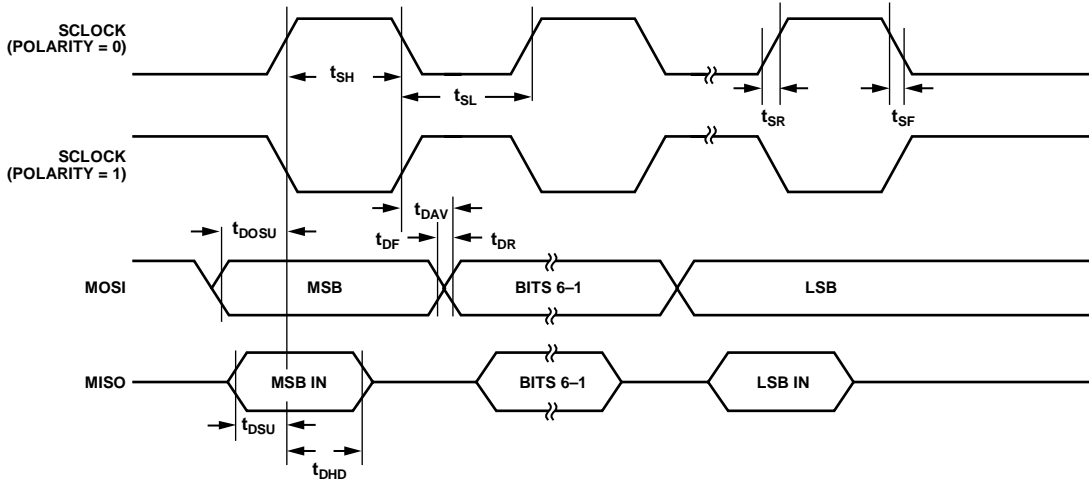 SCLOCK
(POLARITY = 0)
tSH
tSL
tSR
tSF
SCLOCK
(POLARITY = 1)
tDAV
tDOSU
tDF
tDR
MOSI
MSB
BITS 6–1
LSB
MISO
MSB IN
BITS 6–1
LSB IN
tDSU
tDHD